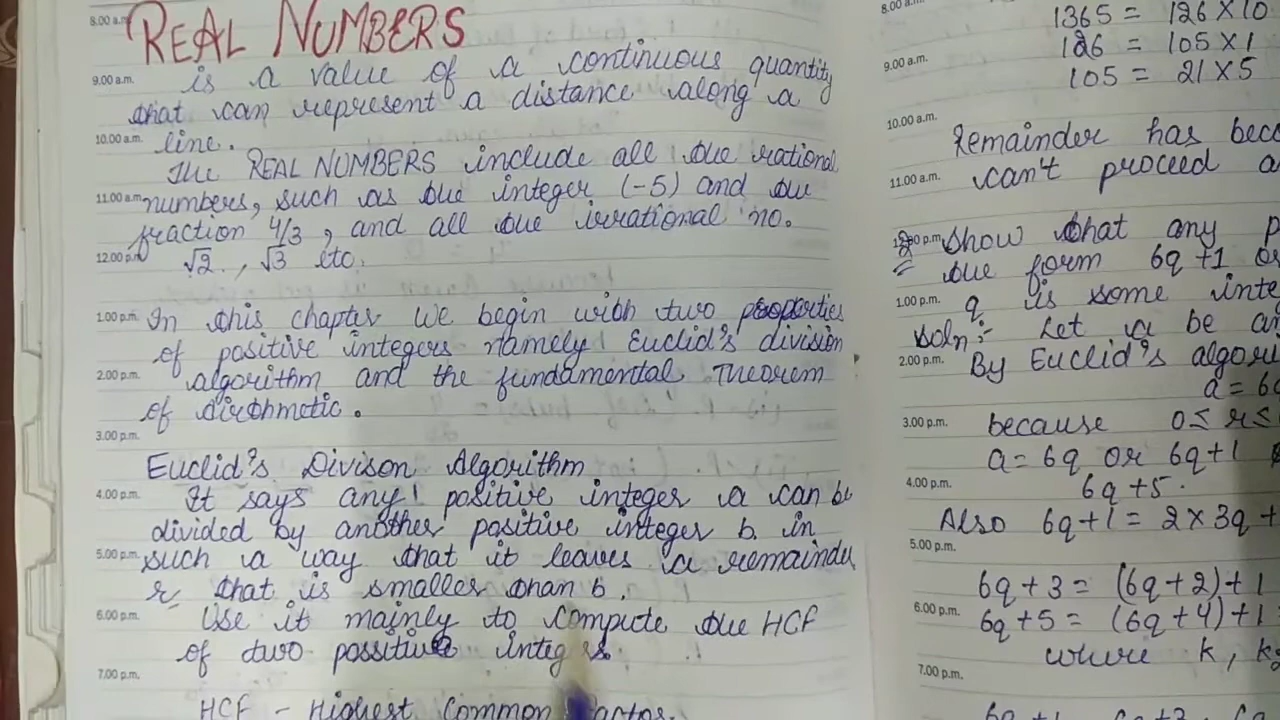 8.00 a.m.
REAL NUMBERS
9.00 a.m.
is a value of a continuous quantity
that can represent a distance along a
10.00 a.m.
line.
The REAL NUMBERS include all the rational
11.00 a.m.
numbers, such as the integer (-5) and the
fraction 4/3, and all the irrational no.
12.00 p.m.
√2., √3 etc.
1.00 p.m.
In this chapter we begin with two properties
of positive integers namely Euclid's division
2.00 p.m.
algorithm and the fundamental Theorem
of airthmetic.
3.00 p.m.
Euclid's Divison Algorithm
4.00 p.m.
It says any positive integer a can be
divided by another positive integer b in
5.00 p.m.
such a way that it leaves a remainder
r that is smaller than b.
6.00 p.m.
Use it mainly to compute the HCF
of two possitive
7.00 p.m.
HCF - Highest Common
8.00 a.m.
1365 = 126 × 10
126 = 105 × 1
9.00 a.m.
105 = 21 × 5
10.00 a.m.
Remainder has
11.00 a.m.
can't proceed
Show that any
the form 6q +1 or
1.00 p.m.
q is some
soln:- Let a be
2.00 p.m.
By Euclid's
a =
3.00 p.m.
because 0 ≤ r ≤
a = 6q or 6q+1
4.00 p.m.
6q +5.
Also 6q+1 = 2 × 3q +
5.00 p.m.
6q + 3 = (6q + 2) + 1
6.00 p.m.
6q + 5 = (6q + 4) + 1
where k,
7.00 p.m.